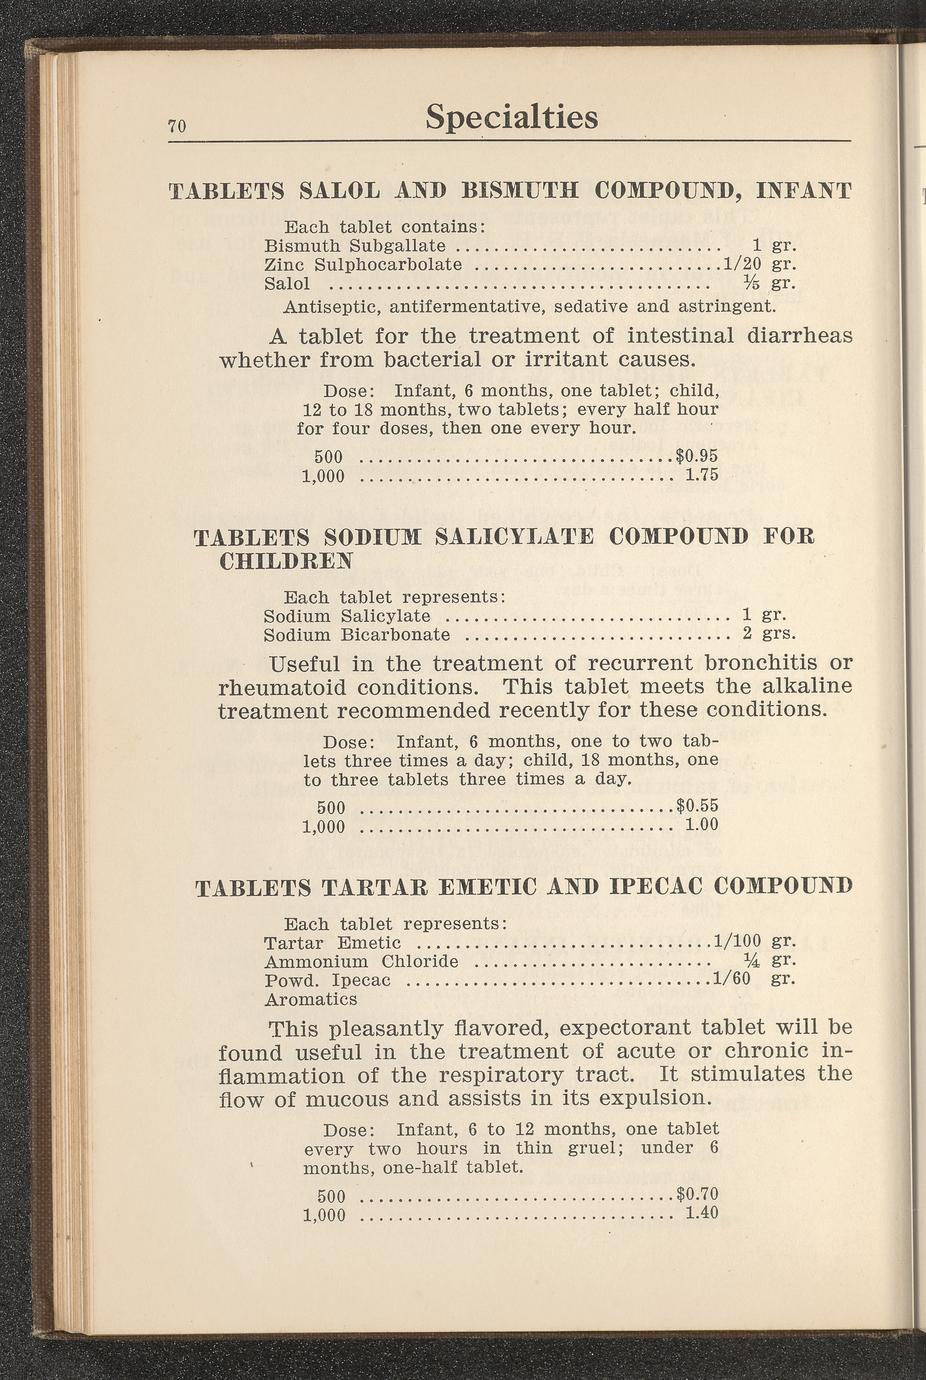 70
Specialties
TABLETS SALOL AND BISMUTH COMPOUND, INFANT
Each tablet contains:
Bismuth Subgallate ........................... 1 gr.
Zinc Sulphocarbolate .........................1/20 gr.
Salol ....................................... ⅕ gr.
Antiseptic, antifermentative, sedative and astringent.
A tablet for the treatment of intestinal diarrheas
whether from bacterial or irritant causes.
Dose: Infant, 6 months, one tablet; child,
12 to 18 months, two tablets; every half hour
for four doses, then one every hour.
500 ................................$0.95
1,000 ................................ 1.75
TABLETS SODIUM SALICYLATE COMPOUND FOR
CHILDREN
Each tablet represents:
Sodium Salicylate ............................. 1 gr.
Sodium Bicarbonate ........................... 2 grs.
Useful in the treatment of recurrent bronchitis or
rheumatoid conditions. This tablet meets the alkaline
treatment recommended recently for these conditions.
Dose: Infant, 6 months, one to two tab-
lets three times a day; child, 18 months, one
to three tablets three times a day.
500 ................................$0.55
1,000 ................................ 1.00
TABLETS TARTAR EMETIC AND IPECAC COMPOUND
Each tablet represents:
Tartar Emetic ..............................1/100 gr.
Ammonium Chloride ........................ ¼ gr.
Powd. Ipecac ...............................1/60 gr.
Aromatics
This pleasantly flavored, expectorant tablet will be
found useful in the treatment of acute or chronic in-
flammation of the respiratory tract. It stimulates the
flow of mucous and assists in its expulsion.
Dose: Infant, 6 to 12 months, one tablet
every two hours in thin gruel; under 6
months, one-half tablet.
500 ................................$0.70
1,000 ................................ 1.40